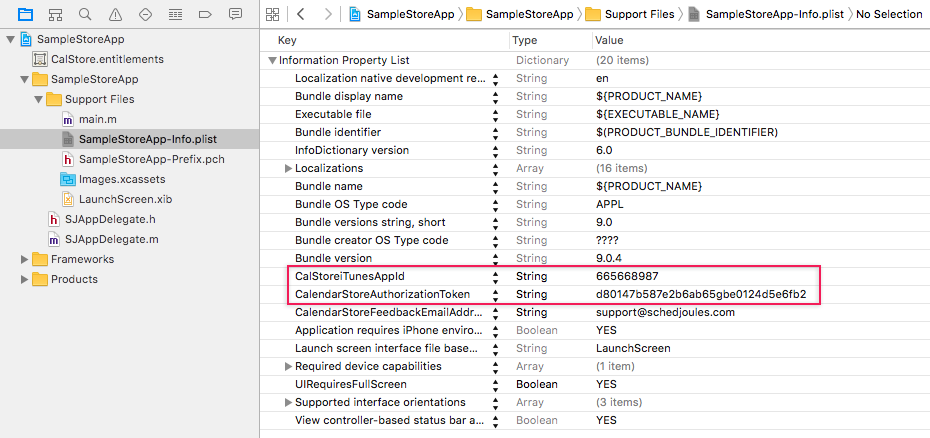 SampleStoreApp
SampleStoreApp
Support Files
SampleStoreApp-Info.plist
No Selection
SampleStoreApp
CalStore.entitlements
SampleStoreApp
Support Files
main.m
SampleStoreApp-Info.plist
SampleStoreApp-Prefix.pch
Images.xcassets
LaunchScreen.xib
SJAppDelegate.h
SJAppDelegate.m
Frameworks
Products
Key Type Value
Information Property List Dictionary (20 items)
Localization native development re... String en
Bundle display name String ${PRODUCT_NAME}
Executable file String ${EXECUTABLE_NAME}
Bundle identifier String $(PRODUCT_BUNDLE_IDENTIFIER)
InfoDictionary version String 6.0
Localizations Array (16 items)
Bundle name String ${PRODUCT_NAME}
Bundle OS Type code String APPL
Bundle versions string, short String 9.0
Bundle creator OS Type code String ????
Bundle version String 9.0.4
CalStoreiTunesAppId String 665668987
CalendarStoreAuthorizationToken String d80147b587e2b6ab65gbe0124d5e6fb2
CalendarStoreFeedbackEmailAddr... String support@schedjoules.com
Application requires iPhone enviro... Boolean YES
Launch screen interface file base... String LaunchScreen
Required device capabilities Array (1 item)
UIRequiresFullScreen Boolean YES
Supported interface orientations Array (3 items)
View controller-based status bar a... Boolean YES